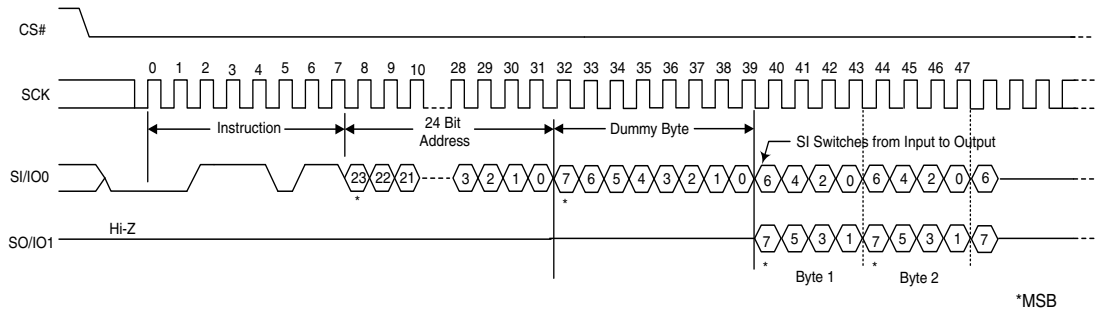 CS#
0 1 2 3 4 5 6 7 8 9 10 28 29 30 31 32 33 34 35 36 37 38 39 40 41 42 43 44 45 46 47
SCK
Instruction
24 Bit
Address
Dummy Byte
SI Switches from Input to Output
SI/IO0
23 22 21 3 2 1 0 7 6 5 4 3 2 1 0 6 4 2 0 6 4 2 0 6
* *
Hi-Z
SO/IO1
7 5 3 1 7 5 3 1 7
* *
Byte 1 Byte 2
*MSB